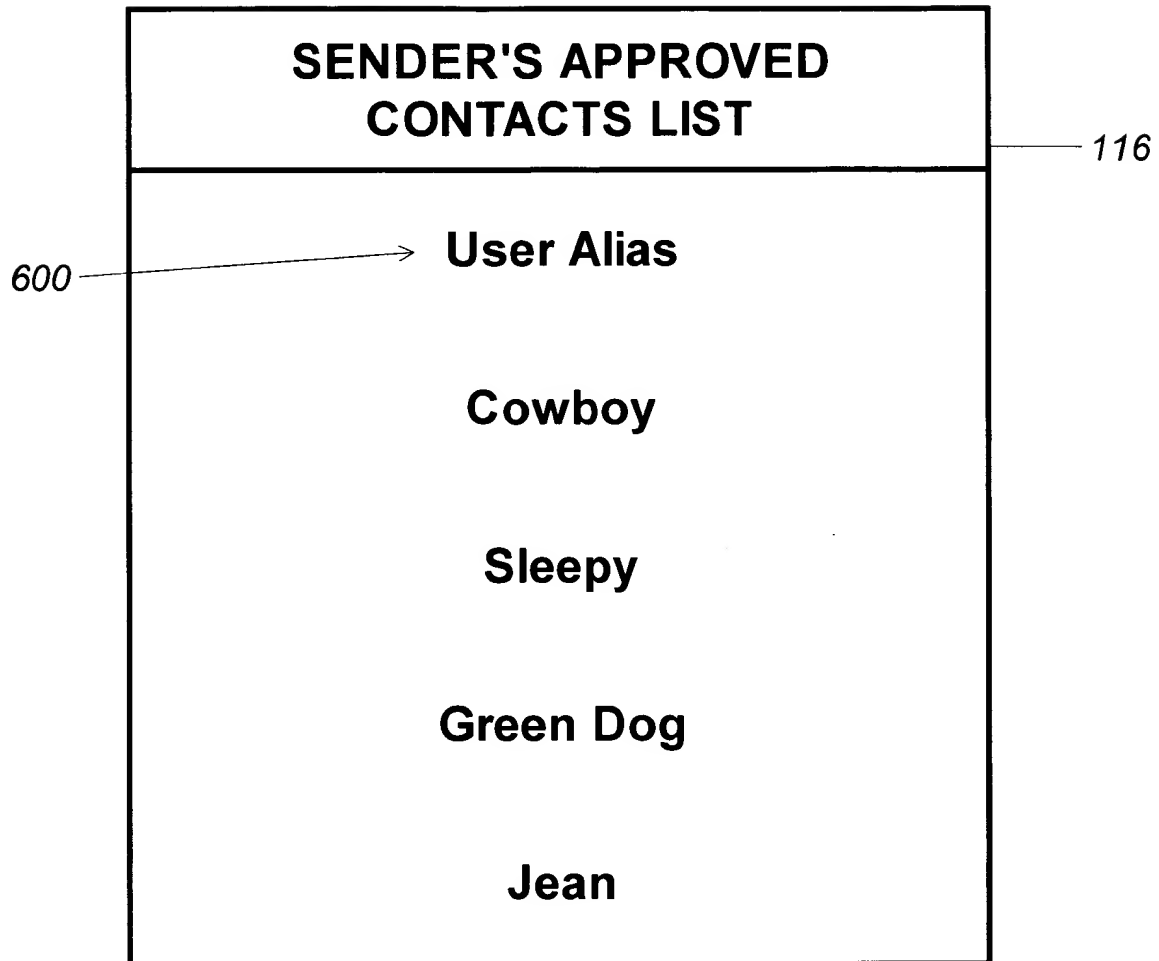 SENDER'S APPROVED
CONTACTS LIST
116
600
User Alias
Cowboy
Sleepy
Green Dog
Jean